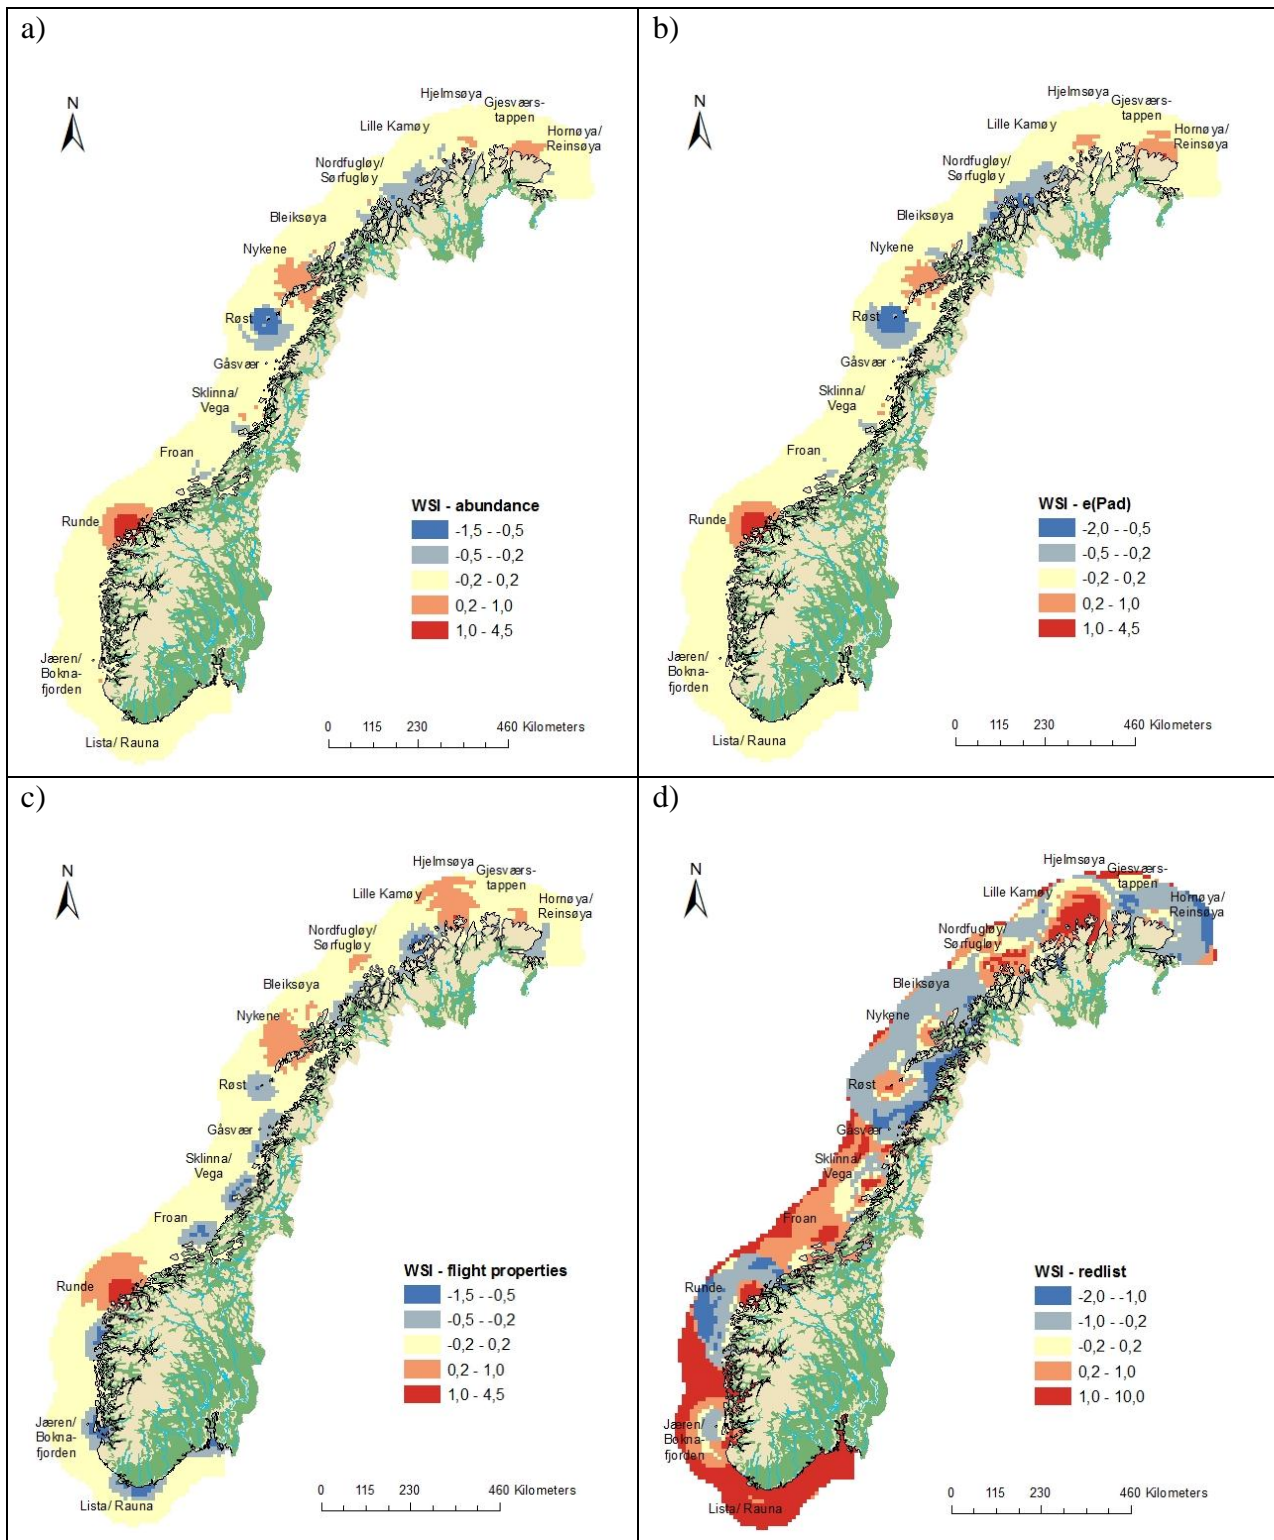 a)
N
Hjelmsøya
Gjesværs-
tappen
Lille Kamøy
Hornøya/
Reinsøya
Nordfugløy/
Sørfugløy
Bleiksøya
Nykene
Røst
Gåsvær
Sklinna/
Vega
Froan
Runde
WSI - abundance
-1,5 - -0,5
-0,5 - -0,2
-0,2 - 0,2
0,2 - 1,0
1,0 - 4,5
Jæren/
Bokna-
fjorden
Lista/ Rauna
0 115 230 460 Kilometers
b)
N
Hjelmsøya
Gjesværs-
tappen
Lille Kamøy
Hornøya/
Reinsøya
Nordfugløy/
Sørfugløy
Bleiksøya
Nykene
Røst
Gåsvær
Sklinna/
Vega
Froan
Runde
WSI - e(Pad)
-2,0 - -0,5
-0,5 - -0,2
-0,2 - 0,2
0,2 - 1,0
1,0 - 4,5
Jæren/
Bokna-
fjorden
Lista/ Rauna
0 115 230 460 Kilometers
c)
N
Hjelmsøya
Gjesværs-
tappen
Lille Kamøy
Hornøya/
Reinsøya
Nordfugløy/
Sørfugløy
Bleiksøya
Nykene
Røst
Gåsvær
Sklinna/
Vega
Froan
Runde
WSI - flight properties
-1,5 - -0,5
-0,5 - -0,2
-0,2 - 0,2
0,2 - 1,0
1,0 - 4,5
Jæren/
Bokna-
fjorden
Lista/ Rauna
0 115 230 460 Kilometers
d)
N
Hjelmsøya
Gjesværs-
tappen
Lille Kamøy
Hornøya/
Reinsøya
Nordfugløy/
Sørfugløy
Bleiksøya
Nykene
Røst
Gåsvær
Sklinna/
Vega
Froan
Runde
WSI - redlist
-2,0 - -1,0
-1,0 - -0,2
-0,2 - 0,2
0,2 - 1,0
1,0 - 10,0
Jæren/
Bokna-
fjorden
Lista/ Rauna
0 115 230 460 Kilometers